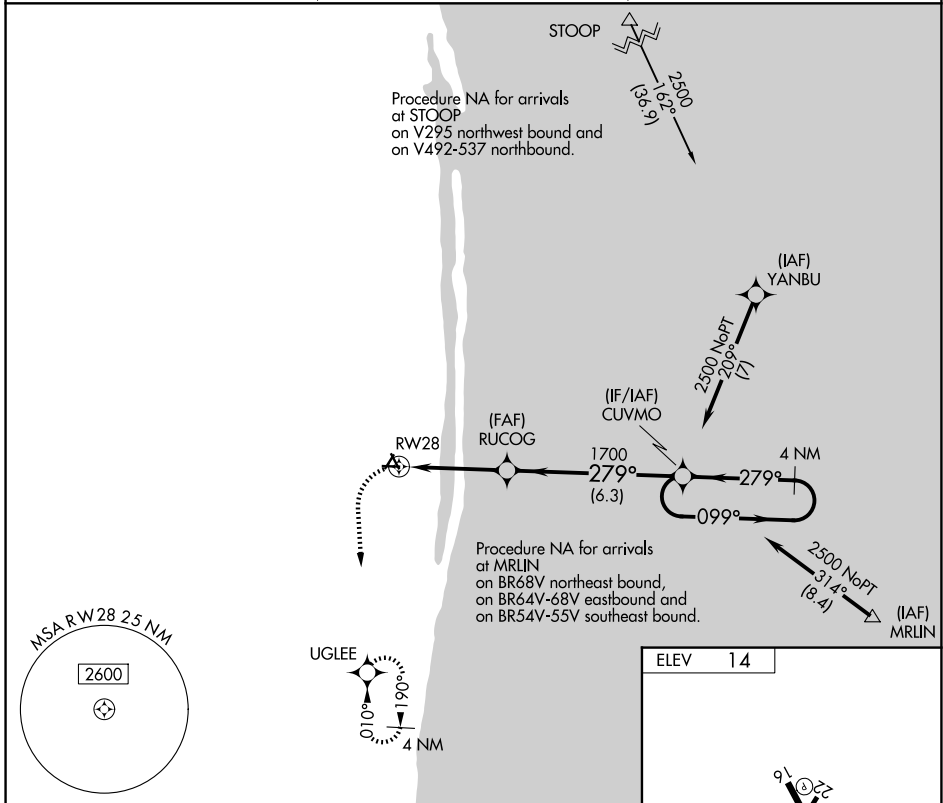 STOOP
2500
162°
(36.9)
Procedure NA for arrivals
at STOOP
on V295 northwest bound and
on V492-537 northbound.
(IAF)
YANBU
2500 NoPT
209°
(7)
(IF/IAF)
CUVMO
(FAF)
RUCOG
RW28
1700
279°
(6.3)
4 NM
279°
099°
Procedure NA for arrivals
at MRLIN
on BR68V northeast bound,
on BR64V-68V eastbound and
on BR54V-55V southeast bound.
2500 NoPT
314°
(8.4)
(IAF)
MRLIN
MSA RW28 25 NM
2600
UGLEE
010°
190°
4 NM
ELEV 14
16
22
P